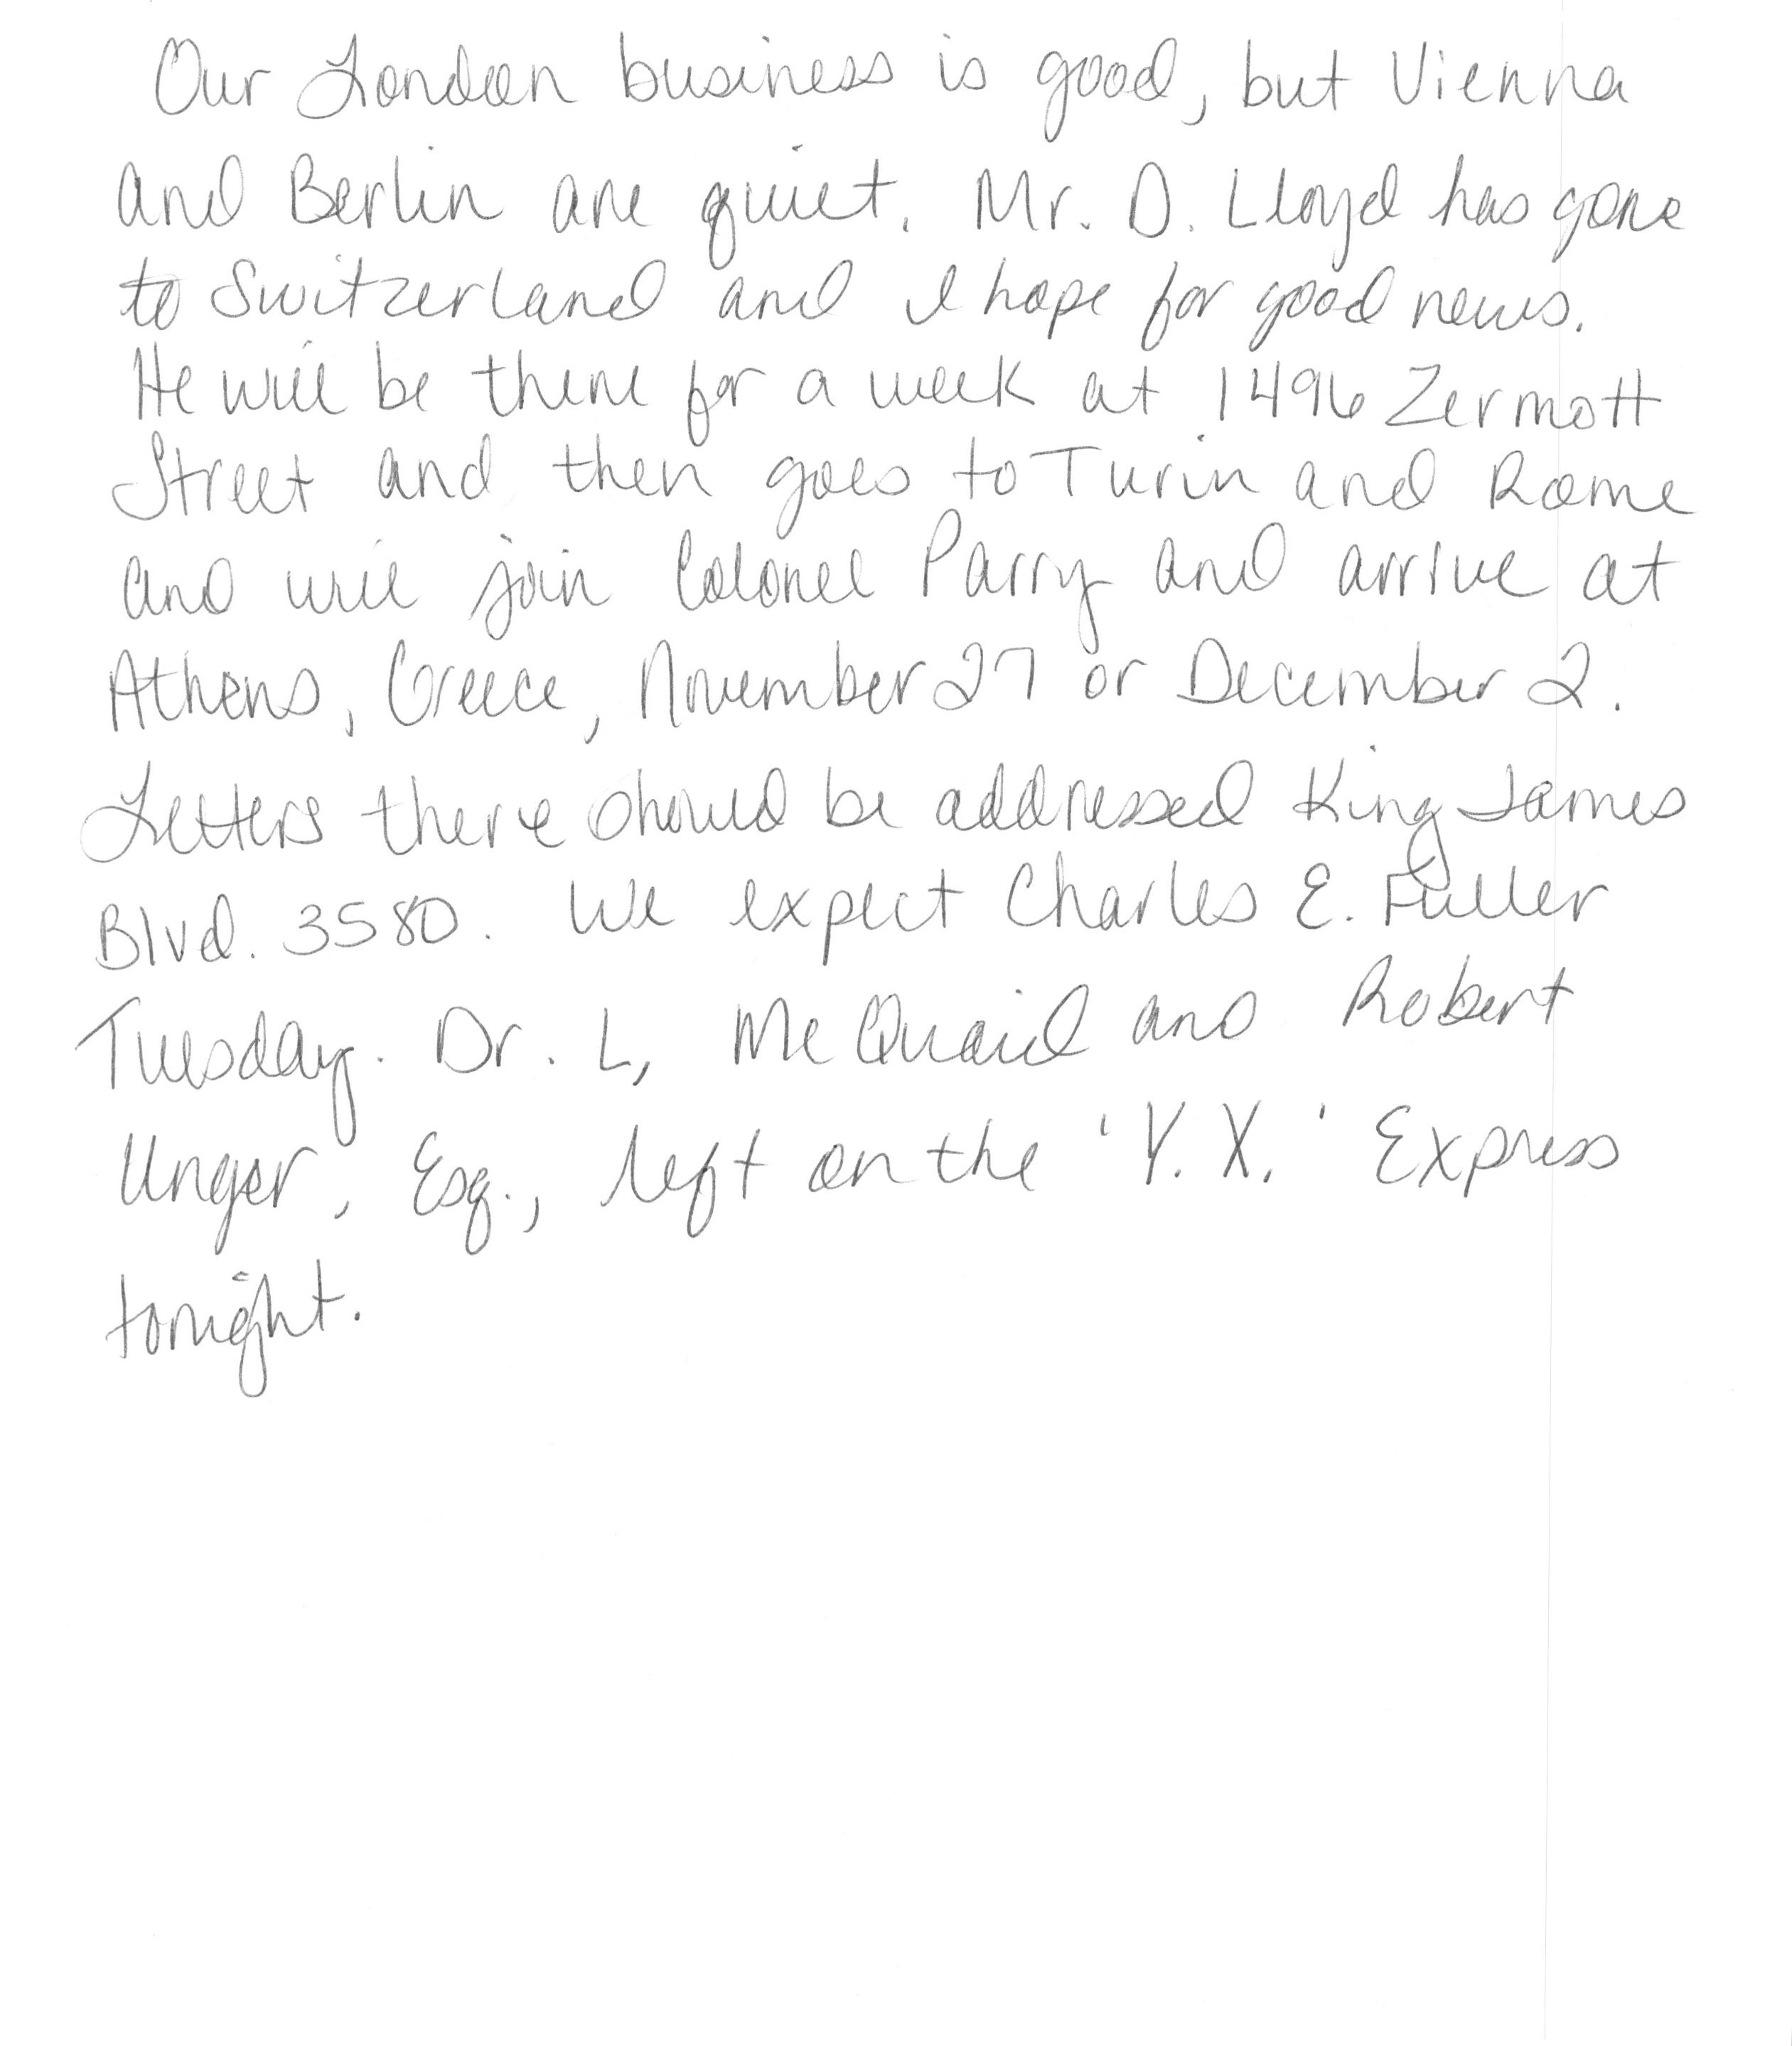 Our London business is good, but Vienna
and Berlin are quiet. Mr. D. Lloyd has gone
to Switzerland and I hope for good news.
He will be there for a week at 1496 Zermott
Street and then goes to Turin and Rome
and will join Colonel Parry and arrive at
Athens, Greece, November 27 or December 2.
Letters there should be addressed King James
Blvd. 3580. We expect Charles E. Fuller
Tuesday. Dr. L, McQuaid and Robert
Unger, Esq., left on the 'Y. X.' Express
tonight.